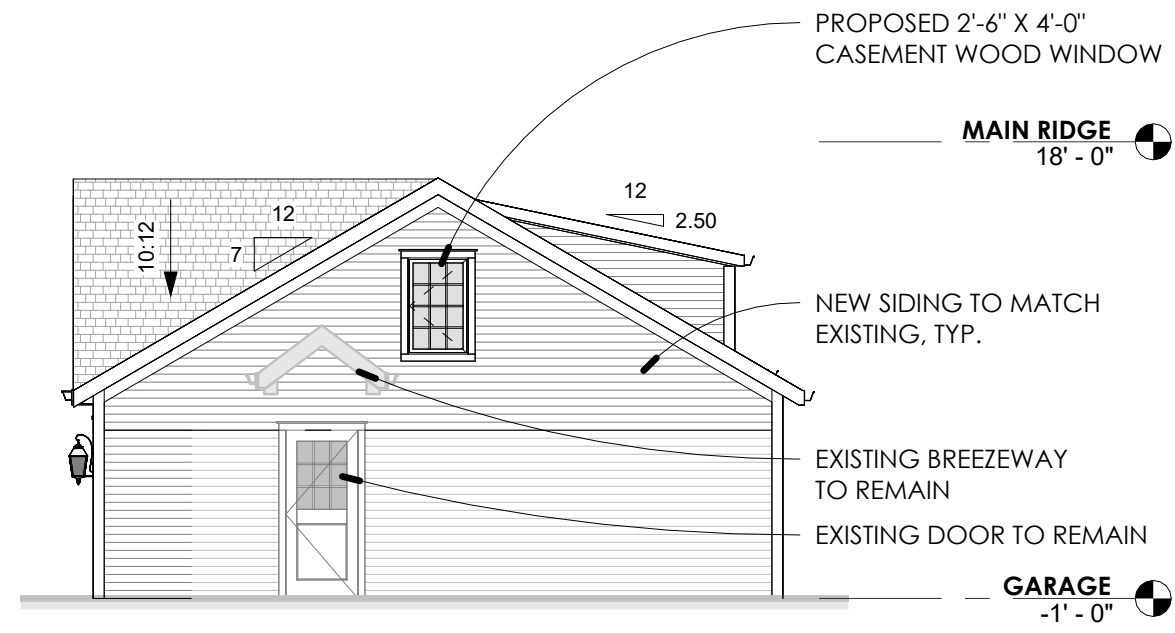 PROPOSED 2'-6" X 4'-0"
CASEMENT WOOD WINDOW
MAIN RIDGE
18' - 0"
12
2.50
12
7
10:12
NEW SIDING TO MATCH
EXISTING, TYP.
EXISTING BREEZEWAY
TO REMAIN
EXISTING DOOR TO REMAIN
GARAGE
-1' - 0"